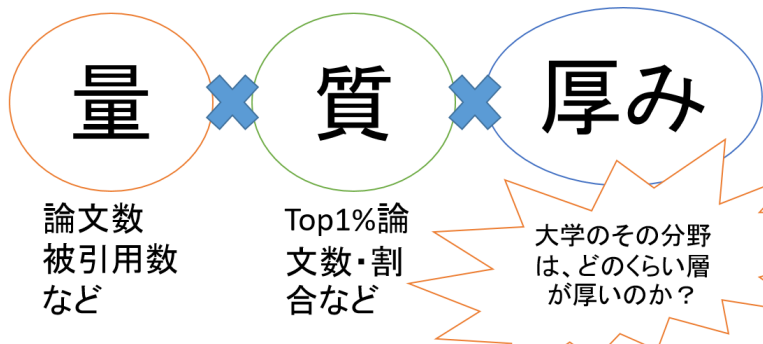 量
質
厚み
論文数
被引用数
など
Top1%論
文数・割
合など
大学のその分野
は、どのくらい層
が厚いのか？